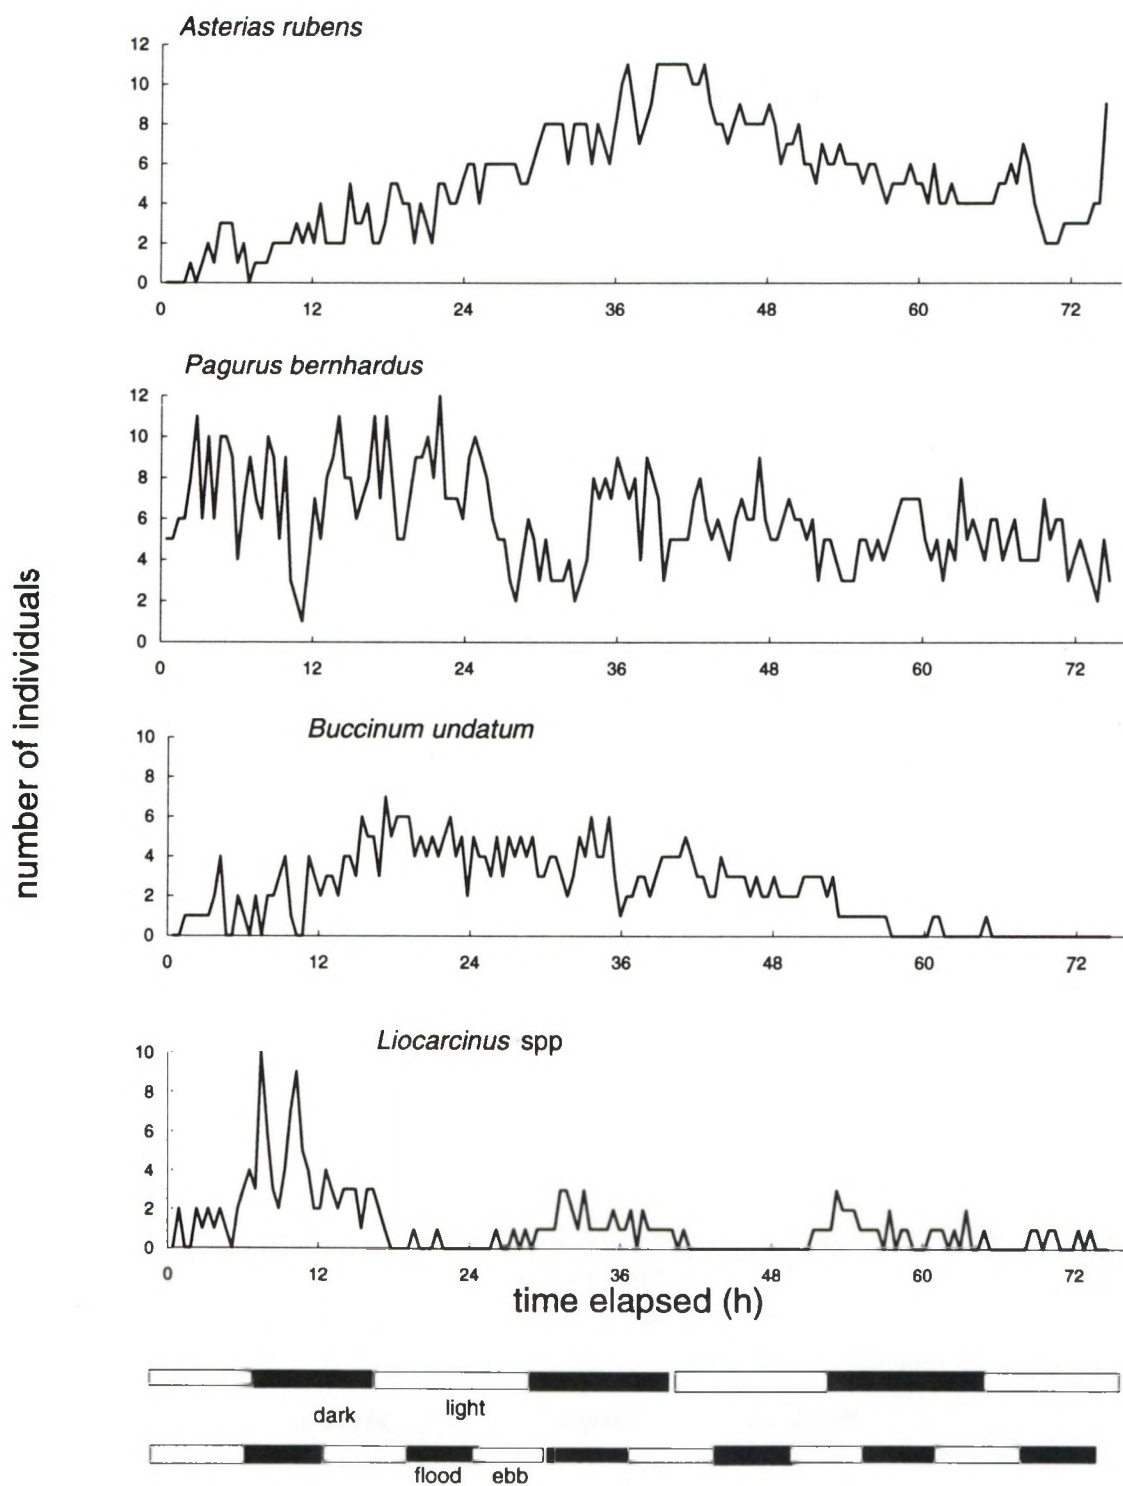 Asterias rubens
12
10
8
6
4
2
0
0 12 24 36 48 60 72
Pagurus bernhardus
12
10
8
6
4
2
0
0 12 24 36 48 60 72
number of individuals
Buccinum undatum
10
8
6
4
2
0
0 12 24 36 48 60 72
Liocarcinus spp
10
8
6
4
2
0
0 12 24 36 48 60 72
time elapsed (h)
dark light
flood ebb